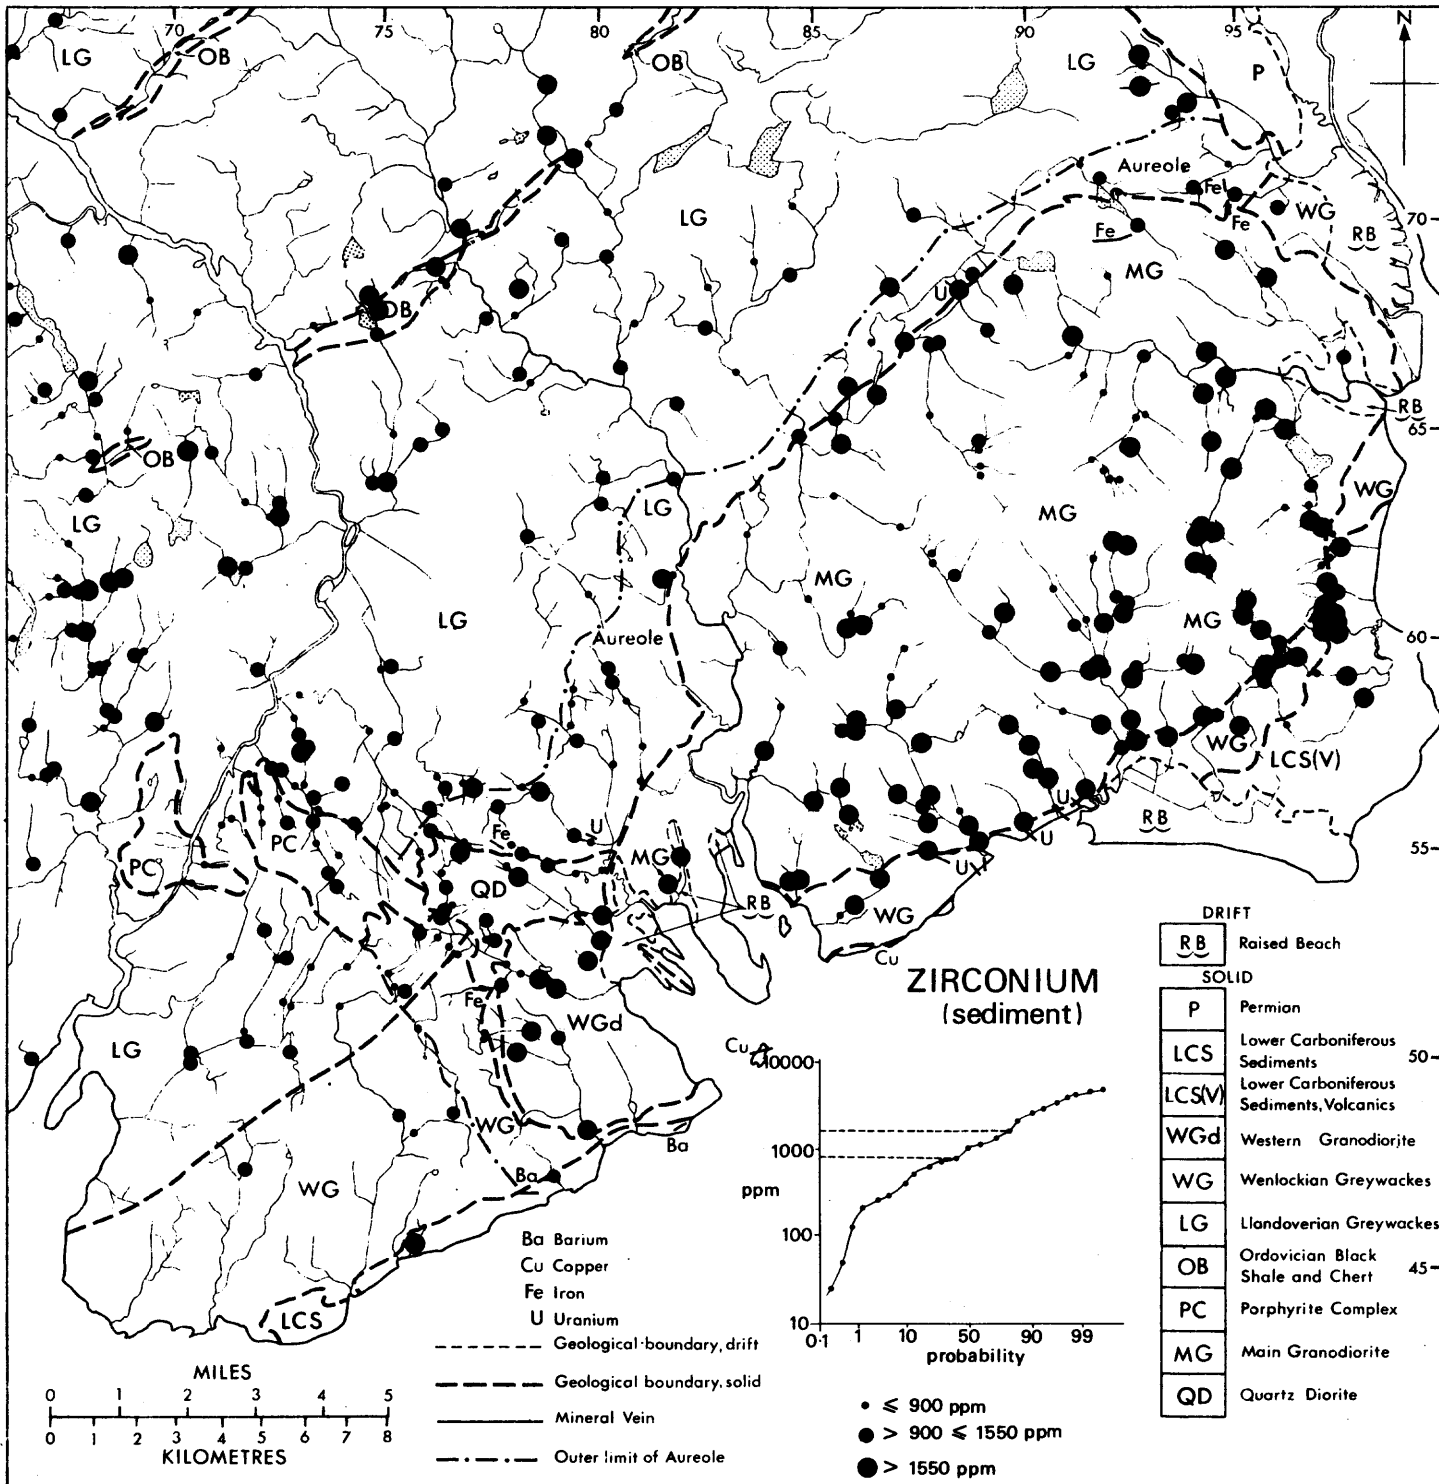 70 75 80 85 90 95
N
LG
OB
OB
LG
P
Aureole
Fe
LG
WG
70
Fe
Fe
RB
MG
U
OB
RB
65
OB
LG
WG
LG
MG
MG
LG
MG
Aureole
60
WG
LCS(V)
U
RB
U
PC
Fe
U
PC
MG
55
U
QD
RB
WG
Cu
Fe
WGd
LG
Cu
WG
Ba
Ba
WG
LCS
ZIRCONIUM
(sediment)
10000
1000
ppm
100
10
0·1 1 10 50 90 99
probability
• ⩽ 900 ppm
● > 900 ⩽ 1550 ppm
● > 1550 ppm
Ba Barium
Cu Copper
Fe Iron
U Uranium
Geological boundary, drift
Geological boundary, solid
Mineral Vein
Outer limit of Aureole
MILES
0 1 2 3 4 5
0 1 2 3 4 5 6 7 8
KILOMETRES
DRIFT
RB Raised Beach
SOLID
P Permian
LCS Lower Carboniferous
Sediments
50
LCS(V) Lower Carboniferous
Sediments, Volcanics
WGd Western Granodiorite
WG Wenlockian Greywackes
LG Llandoverian Greywackes
OB Ordovician Black
Shale and Chert
45
PC Porphyrite Complex
MG Main Granodiorite
QD Quartz Diorite